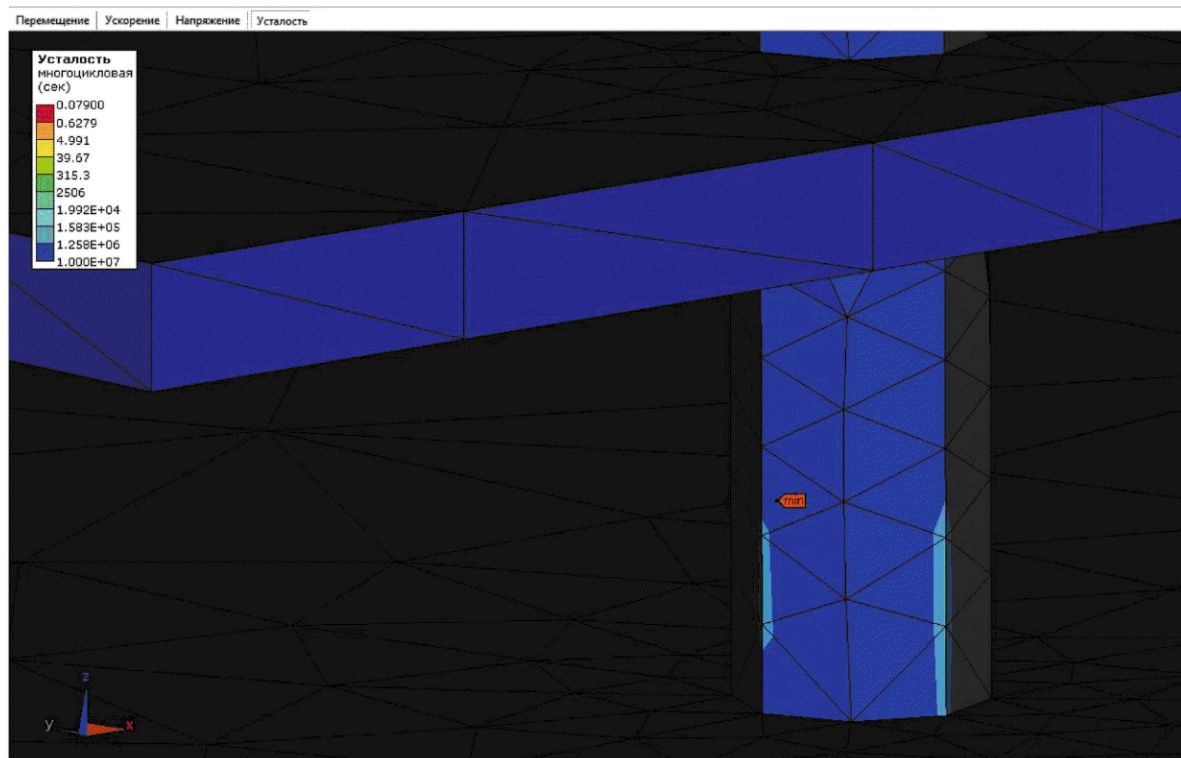 Перемещение Ускорение Напряжение Усталость
Усталость
многоцикловая
(сек)
0.07900
0.6279
4.991
39.67
315.3
2506
1.992E+04
1.583E+05
1.258E+06
1.000E+07
min
z
y x